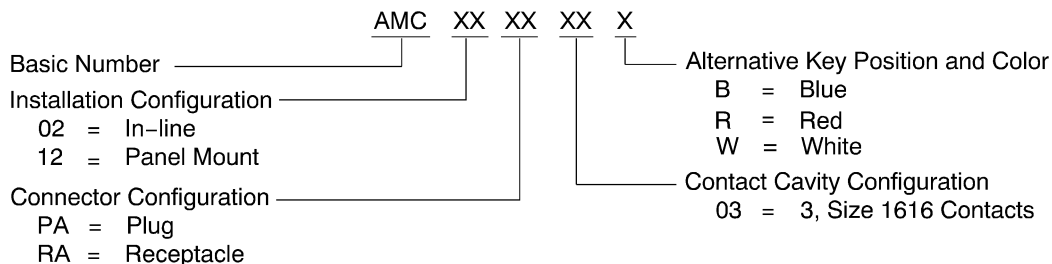 AMC XX XX XX X
Basic Number
Installation Configuration
02 = In-line
12 = Panel Mount
Connector Configuration
PA = Plug
RA = Receptacle
Alternative Key Position and Color
B = Blue
R = Red
W = White
Contact Cavity Configuration
03 = 3, Size 1616 Contacts